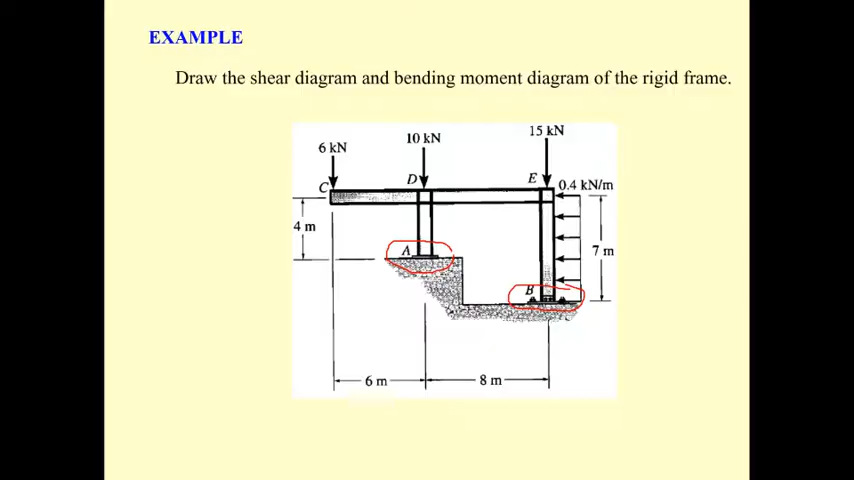 EXAMPLE
Draw the shear diagram and bending moment diagram of the rigid frame.
6 kN
10 kN
15 kN
C
D
E
0.4 kN/m
4 m
A
7 m
B
6 m
8 m